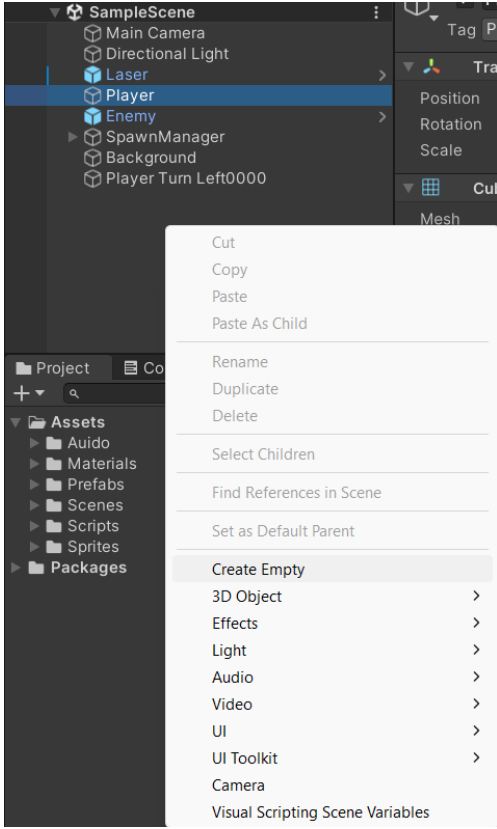 SampleScene
Main Camera
Directional Light
Laser
Player
Enemy
SpawnManager
Background
Player Turn Left0000
Tag P
Tra
Position
Rotation
Scale
Cul
Mesh
Project Co
Assets
Auido
Materials
Prefabs
Scenes
Scripts
Sprites
Packages
Cut
Copy
Paste
Paste As Child
Rename
Duplicate
Delete
Select Children
Find References in Scene
Set as Default Parent
Create Empty
3D Object
Effects
Light
Audio
Video
UI
UI Toolkit
Camera
Visual Scripting Scene Variables